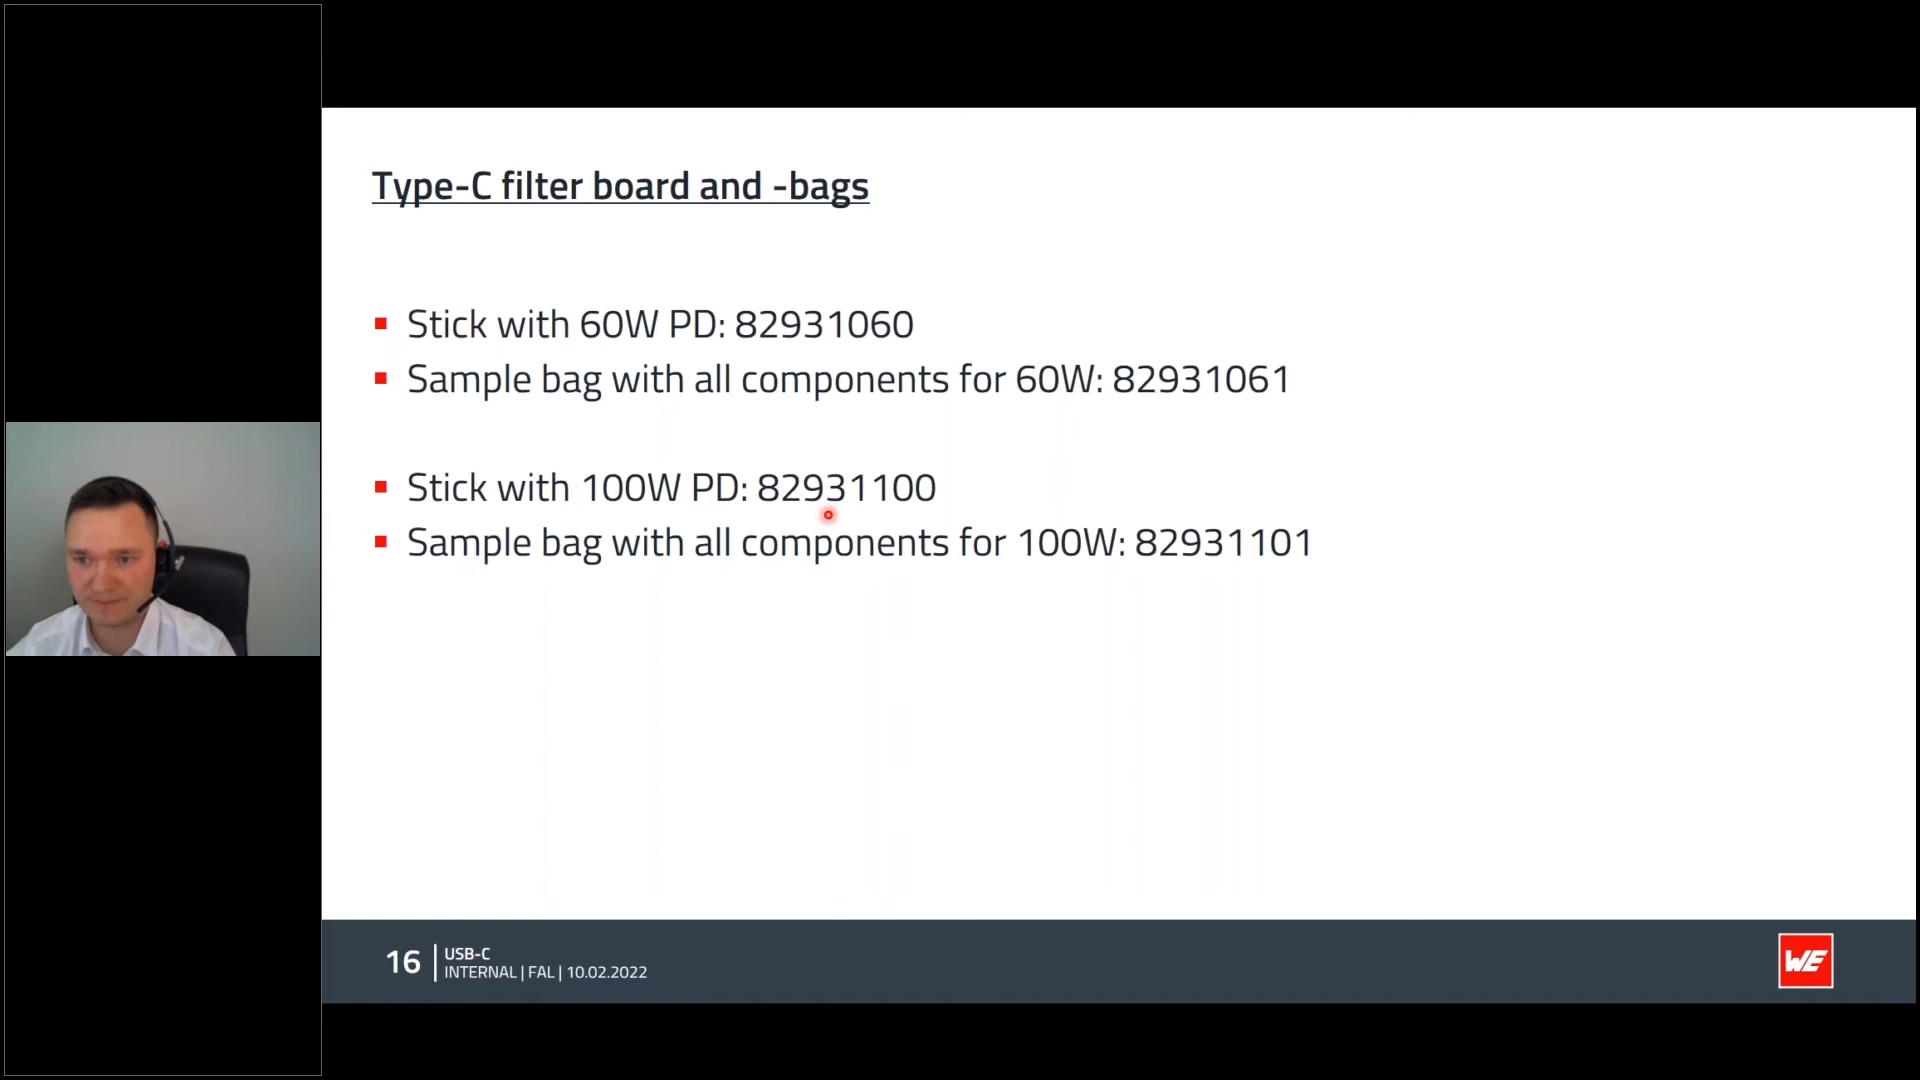 Type-C filter board and -bags
Stick with 60W PD: 82931060
Sample bag with all components for 60W: 82931061
Stick with 100W PD: 82931100
Sample bag with all components for 100W: 82931101
16
USB-C
INTERNAL | FAL | 10.02.2022
WE